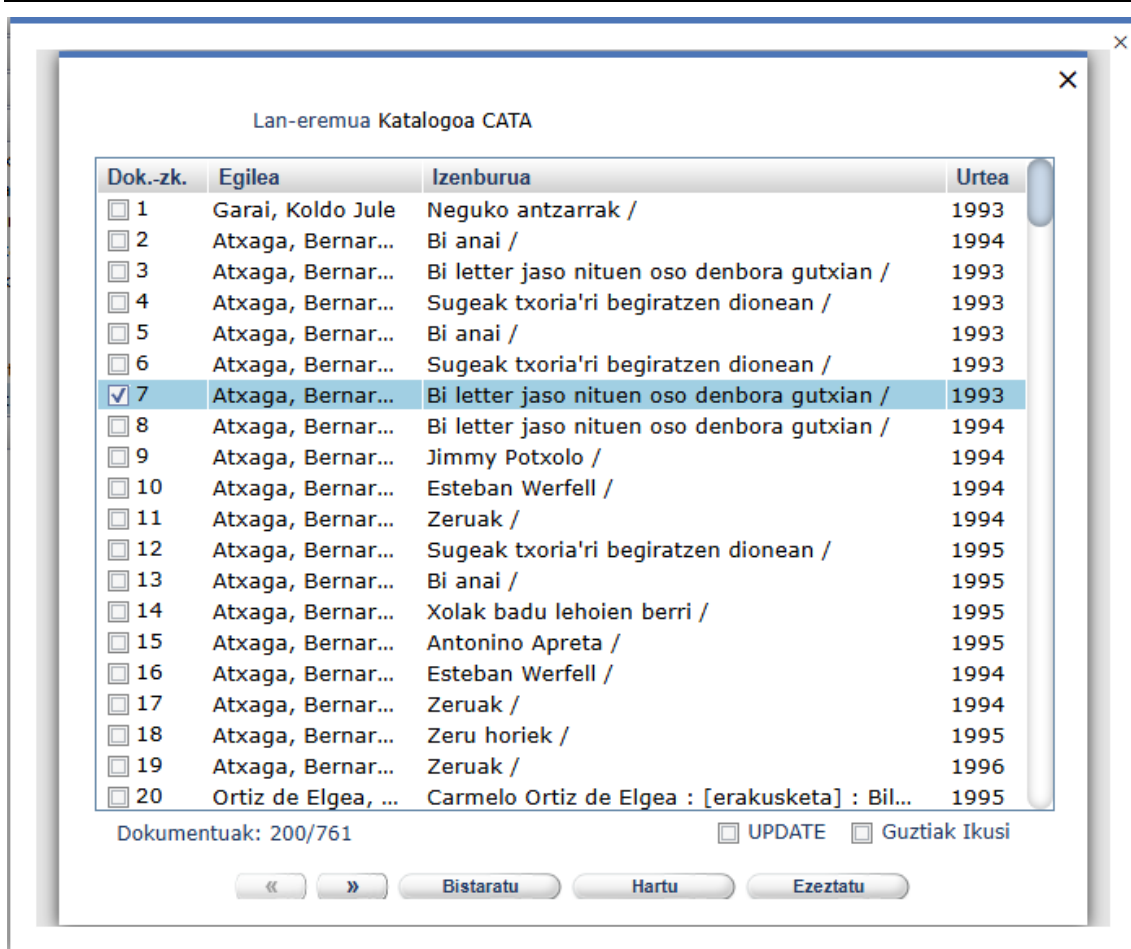 ×
×
Lan-eremua Katalogoa CATA
Dok.-zk. Egilea Izenburua Urtea
1 Garai, Koldo Jule Neguko antzarrak / 1993
2 Atxaga, Bernar... Bi anai / 1994
3 Atxaga, Bernar... Bi letter jaso nituen oso denbora gutxian / 1993
4 Atxaga, Bernar... Sugeak txoria'ri begiratzen dionean / 1993
5 Atxaga, Bernar... Bi anai / 1993
6 Atxaga, Bernar... Sugeak txoria'ri begiratzen dionean / 1993
7 Atxaga, Bernar... Bi letter jaso nituen oso denbora gutxian / 1993
8 Atxaga, Bernar... Bi letter jaso nituen oso denbora gutxian / 1994
9 Atxaga, Bernar... Jimmy Potxolo / 1994
10 Atxaga, Bernar... Esteban Werfell / 1994
11 Atxaga, Bernar... Zeruak / 1994
12 Atxaga, Bernar... Sugeak txoria'ri begiratzen dionean / 1995
13 Atxaga, Bernar... Bi anai / 1995
14 Atxaga, Bernar... Xolak badu lehoien berri / 1995
15 Atxaga, Bernar... Antonino Apreta / 1995
16 Atxaga, Bernar... Esteban Werfell / 1994
17 Atxaga, Bernar... Zeruak / 1994
18 Atxaga, Bernar... Zeru horiek / 1995
19 Atxaga, Bernar... Zeruak / 1996
20 Ortiz de Elgea, ... Carmelo Ortiz de Elgea : [erakusketa] : Bil... 1995
Dokumentuak: 200/761 UPDATE Guztiak Ikusi
« » Bistaratu Hartu Ezeztatu